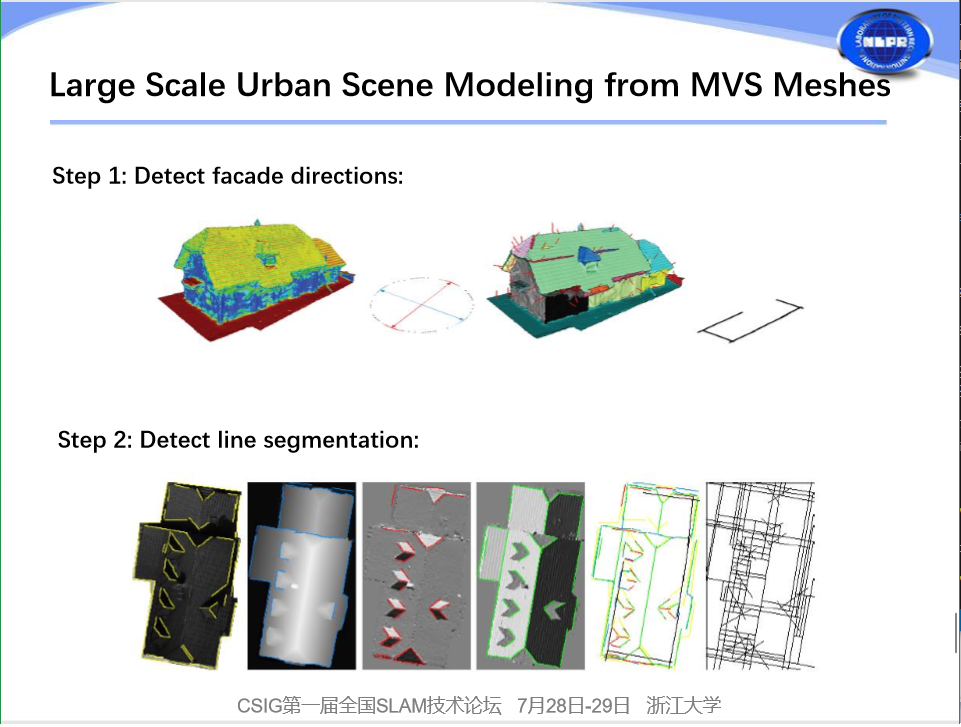 NLPR
Large Scale Urban Scene Modeling from MVS Meshes
Step 1: Detect facade directions:
Step 2: Detect line segmentation:
CSIG第一届全国SLAM技术论坛 7月28日-29日 浙江大学